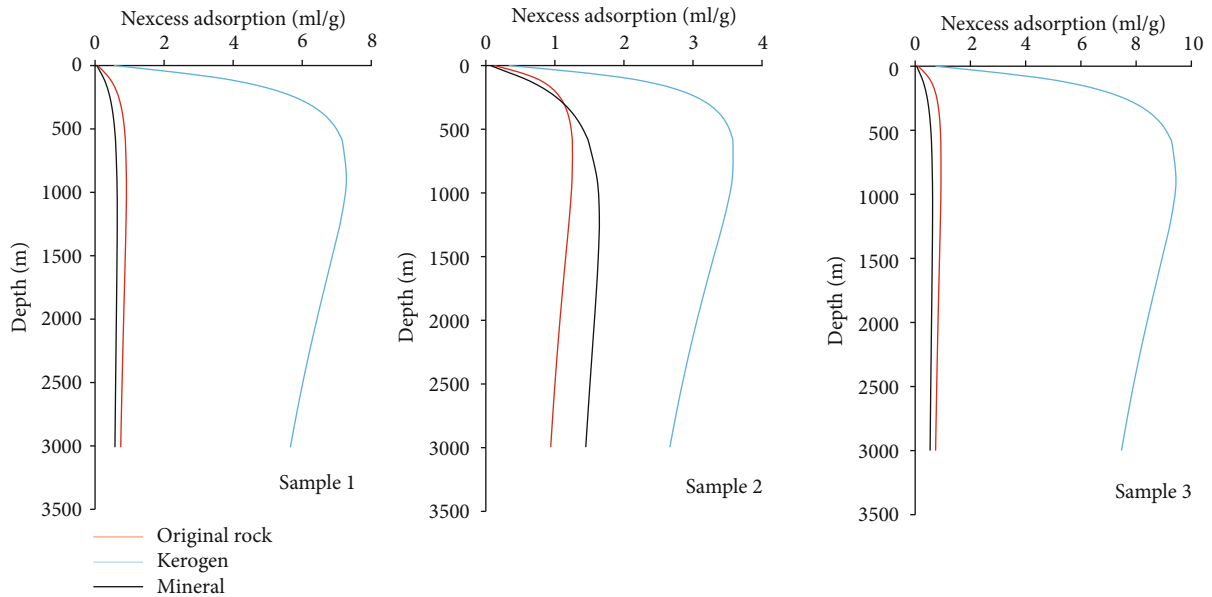 Nexcess adsorption (ml/g)
0 2 4 6 8
0
500
1000
1500
2000
2500
3000
3500
Depth (m)
Sample 1
Nexcess adsorption (ml/g)
0 1 2 3 4
0
500
1000
1500
2000
2500
3000
3500
Depth (m)
Sample 2
Nexcess adsorption (ml/g)
0 2 4 6 8 10
0
500
1000
1500
2000
2500
3000
3500
Depth (m)
Sample 3
Original rock
Kerogen
Mineral